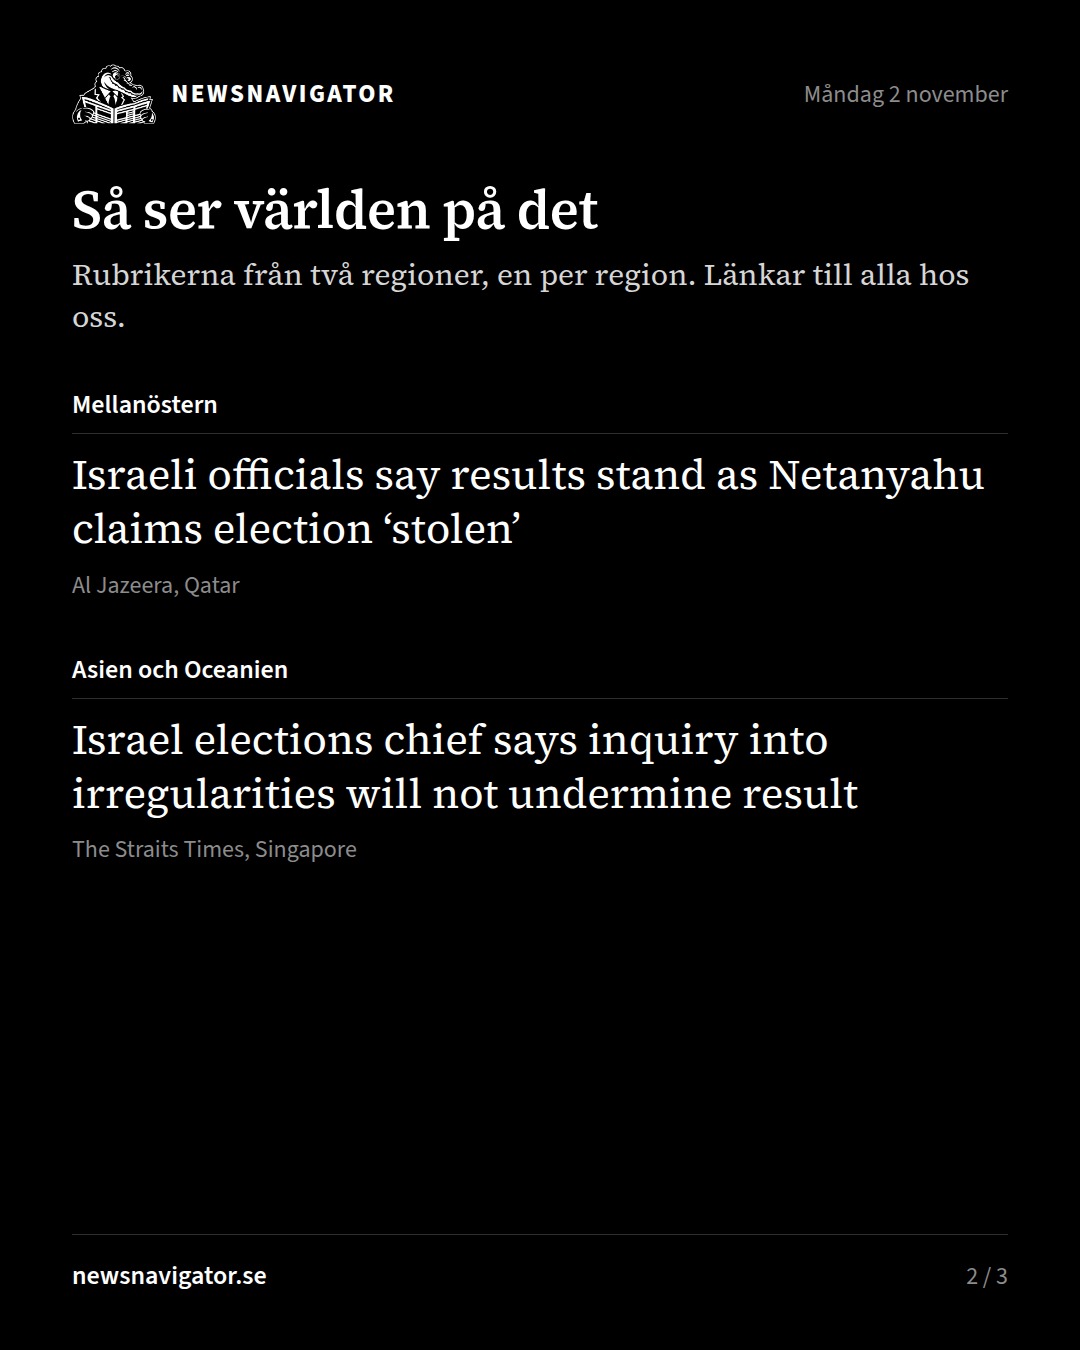 NEWSNAVIGATOR
Måndag 2 november
Så ser världen på det
Rubrikerna från två regioner, en per region. Länkar till alla hos
oss.
Mellanöstern
Israeli officials say results stand as Netanyahu
claims election ‘stolen’
Al Jazeera, Qatar
Asien och Oceanien
Israel elections chief says inquiry into
irregularities will not undermine result
The Straits Times, Singapore
newsnavigator.se
2 / 3